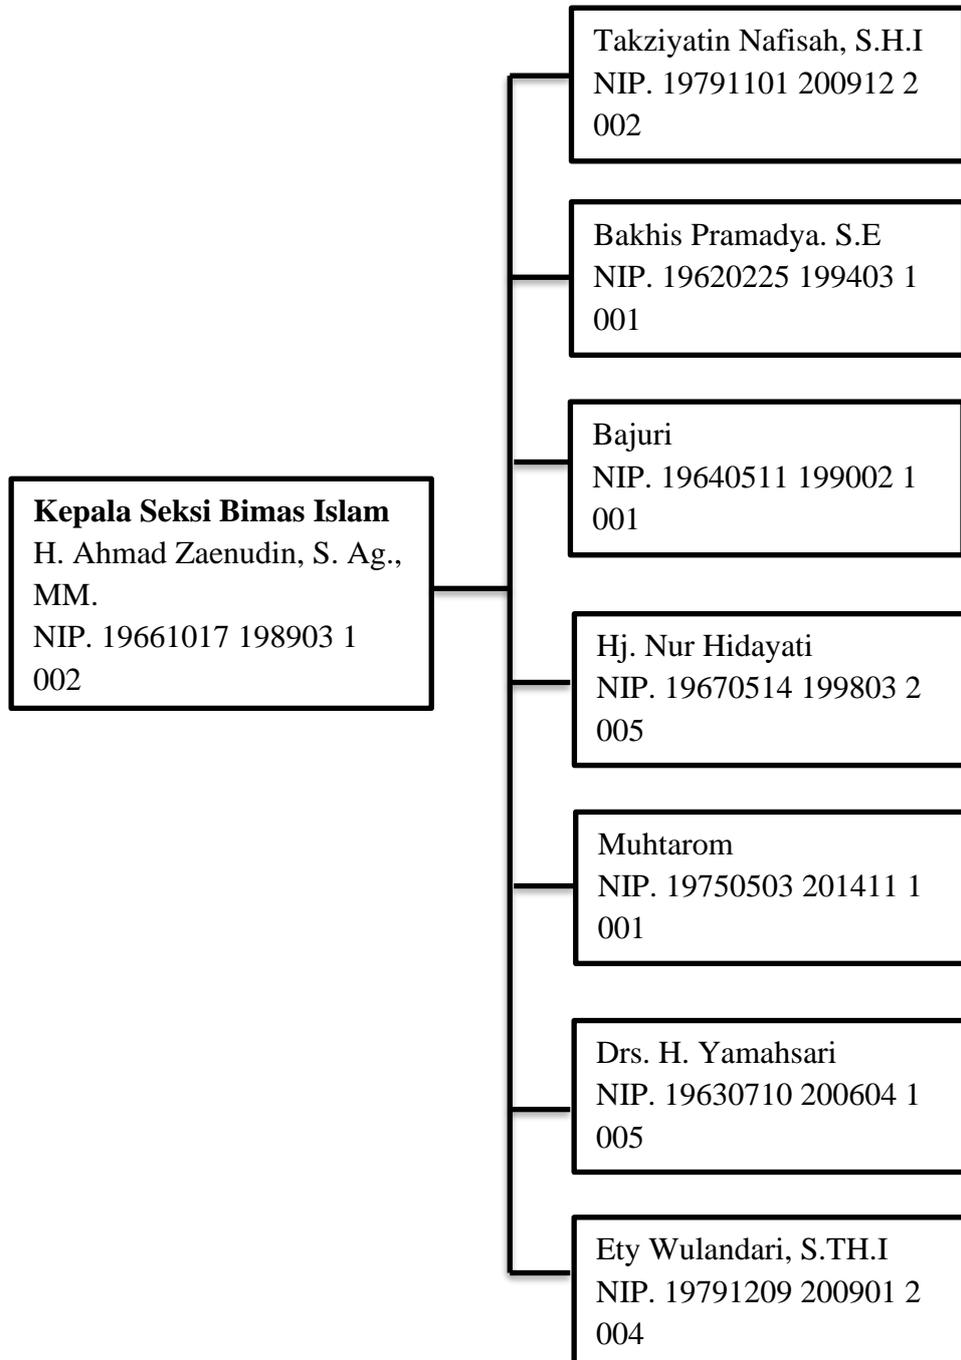 Takziyatin Nafisah, S.H.I
NIP. 19791101 200912 2
002
Bakhis Pramadya. S.E
NIP. 19620225 199403 1
001
Bajuri
NIP. 19640511 199002 1
001
Kepala Seksi Bimas Islam
H. Ahmad Zaenudin, S. Ag.,
MM.
NIP. 19661017 198903 1
002
Hj. Nur Hidayati
NIP. 19670514 199803 2
005
Muhtarom
NIP. 19750503 201411 1
001
Drs. H. Yamahsari
NIP. 19630710 200604 1
005
Ety Wulandari, S.TH.I
NIP. 19791209 200901 2
004